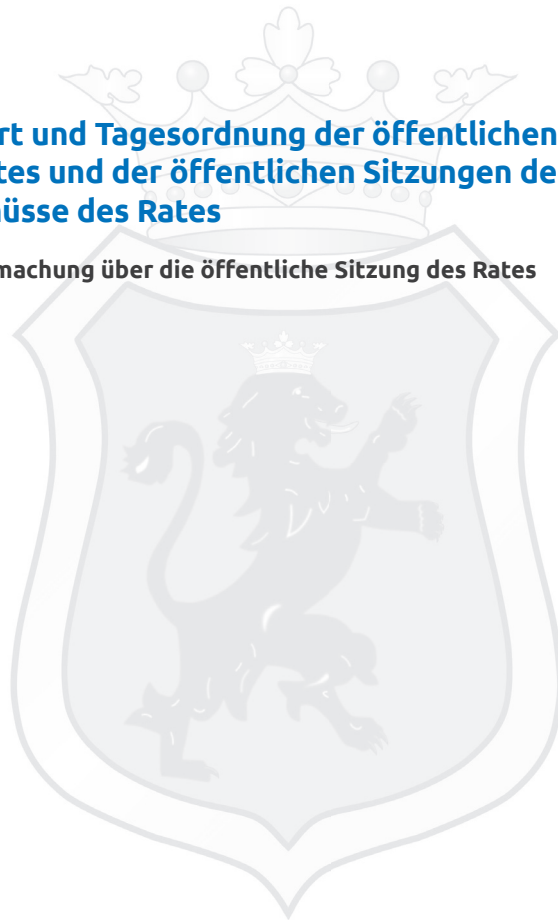 rt und Tagesordnung der öffentlichen
tes und der öffentlichen Sitzungen de
üsse des Rates
machung über die öffentliche Sitzung des Rates